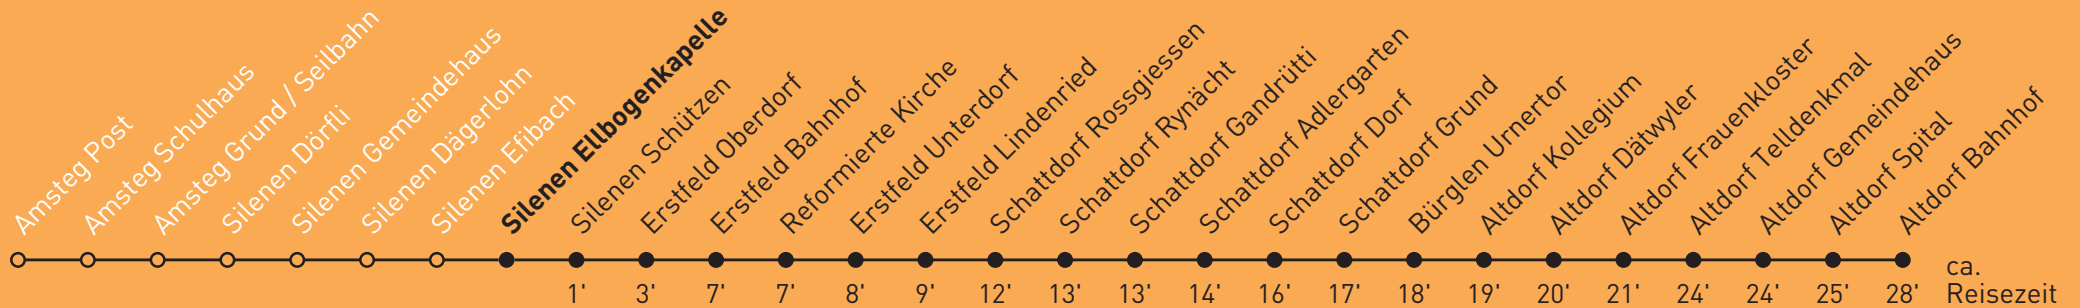 Amsteg Post
Amsteg Schulhaus
Amsteg Grund / Seilbahn
Silenen Dörfli
Silenen Gemeindehaus
Silenen Dägerlohn
Silenen Efibach
Silenen Ellbogenkapelle
Silenen Schützen
Erstfeld Oberdorf
Erstfeld Bahnhof
Reformierte Kirche
Erstfeld Unterdorf
Erstfeld Lindenried
Schattdorf Rossgiessen
Schattdorf Rynächt
Schattdorf Gandrütti
Schattdorf Adlergarten
Schattdorf Dorf
Schattdorf Grund
Bürglen Urnertor
Altdorf Kollegium
Altdorf Dätwyler
Altdorf Frauenkloster
Altdorf Telldenkmal
Altdorf Gemeindehaus
Altdorf Spital
Altdorf Bahnhof
1' 3' 7' 7' 8' 9' 12' 13' 13' 14' 16' 17' 18' 19' 20' 21' 24' 24' 25' 28'
ca.
Reisezeit